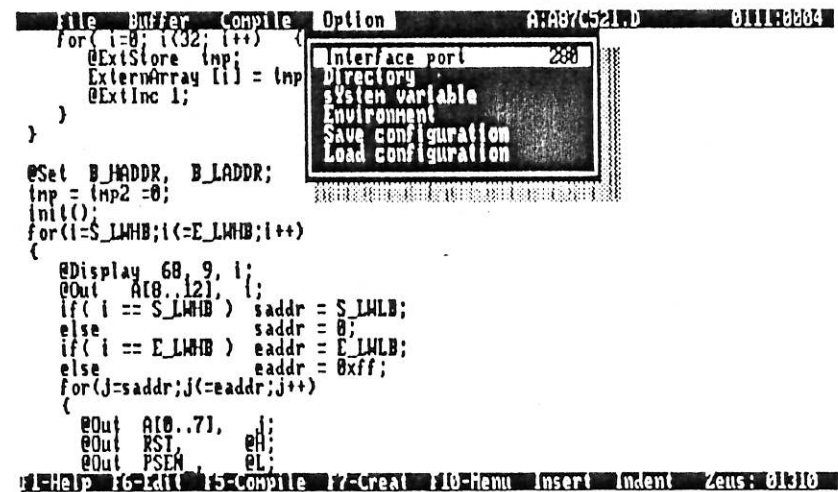 File Buffer Compile Option A:A87C521.D 0111:0004
for( i=0; i(32; i++) {
@ExtStore tmp;
ExternArray [i] = tmp
@ExtInc 1;
}
}
Interface port 280
Directory
sYstem variable
Environment
Save configuration
Load configuration
@Set B_HADDR, B_LADDR;
tmp = tmp2 =0;
init();
for(i=S_LWHB;i(=E_LWHB;i++)
{
@Display 68, 9, i;
@Out A[8..12], i;
if( i == S_LWHB ) saddr = S_LWLB;
else saddr = 0;
if( i == E_LWHB ) eaddr = E_LWLB;
else eaddr = 0xff;
for(j=saddr;j(=eaddr;j++)
{
@Out A[0..7], j;
@Out RST, @H;
@Out PSEN_, @L;
F1-Help F6-Edit F5-Compile F7-Creat F10-Menu Insert Indent Zeus: 01310